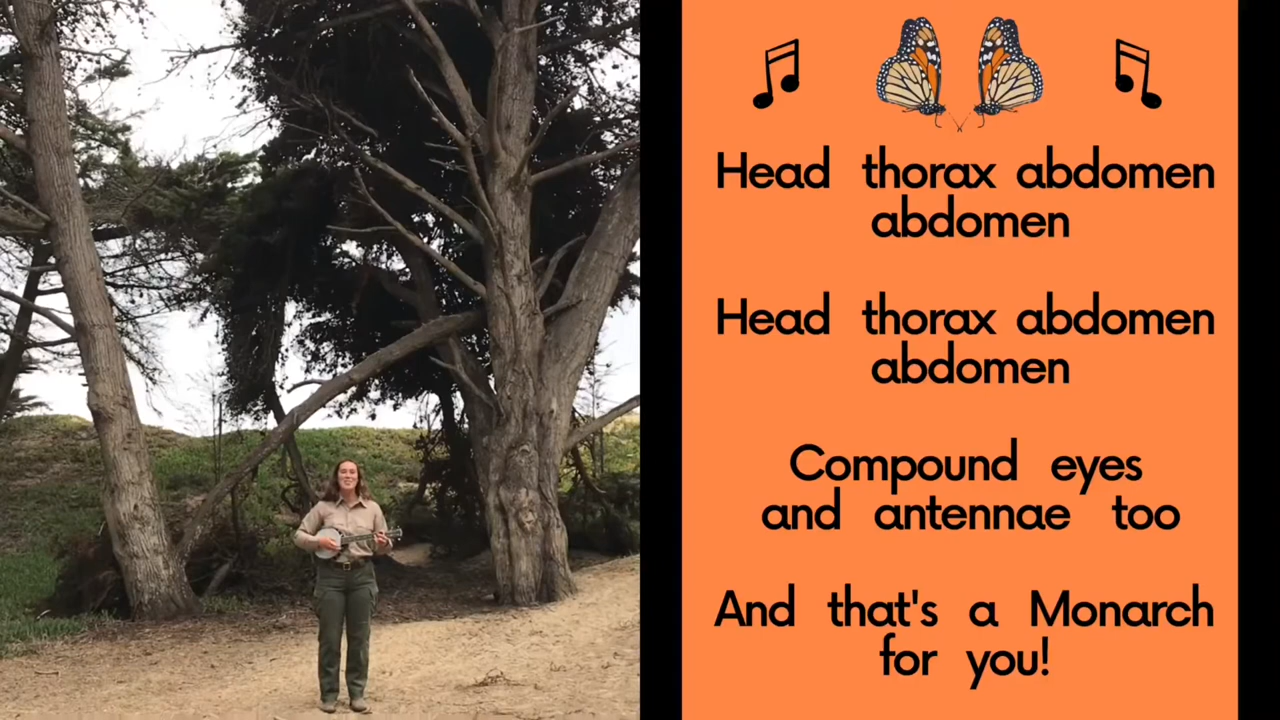 Head thorax abdomen
abdomen
Head thorax abdomen
abdomen
Compound eyes
and antennae too
And that's a Monarch
for you!